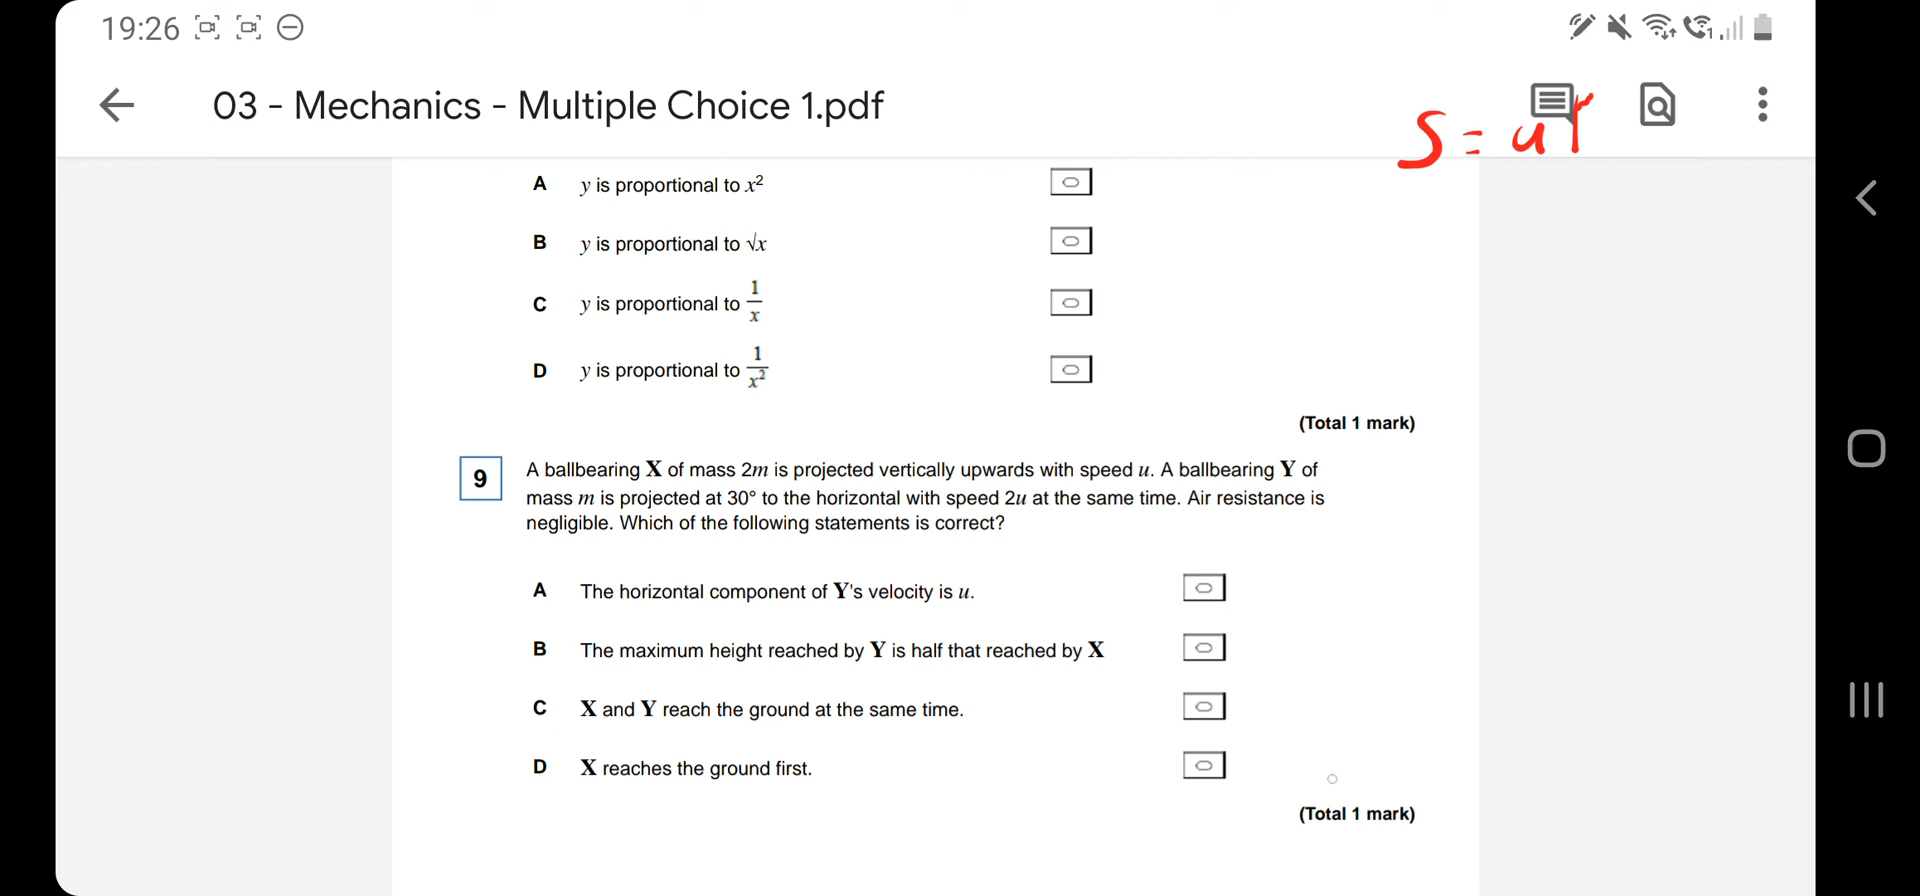 19:26
03 - Mechanics - Multiple Choice 1.pdf
S = ut
A y is proportional to x²
B y is proportional to √x
C y is proportional to 1/x
D y is proportional to 1/x²
(Total 1 mark)
9 A ballbearing X of mass 2m is projected vertically upwards with speed u. A ballbearing Y of
mass m is projected at 30° to the horizontal with speed 2u at the same time. Air resistance is
negligible. Which of the following statements is correct?
A The horizontal component of Y's velocity is u.
B The maximum height reached by Y is half that reached by X
C X and Y reach the ground at the same time.
D X reaches the ground first.
(Total 1 mark)